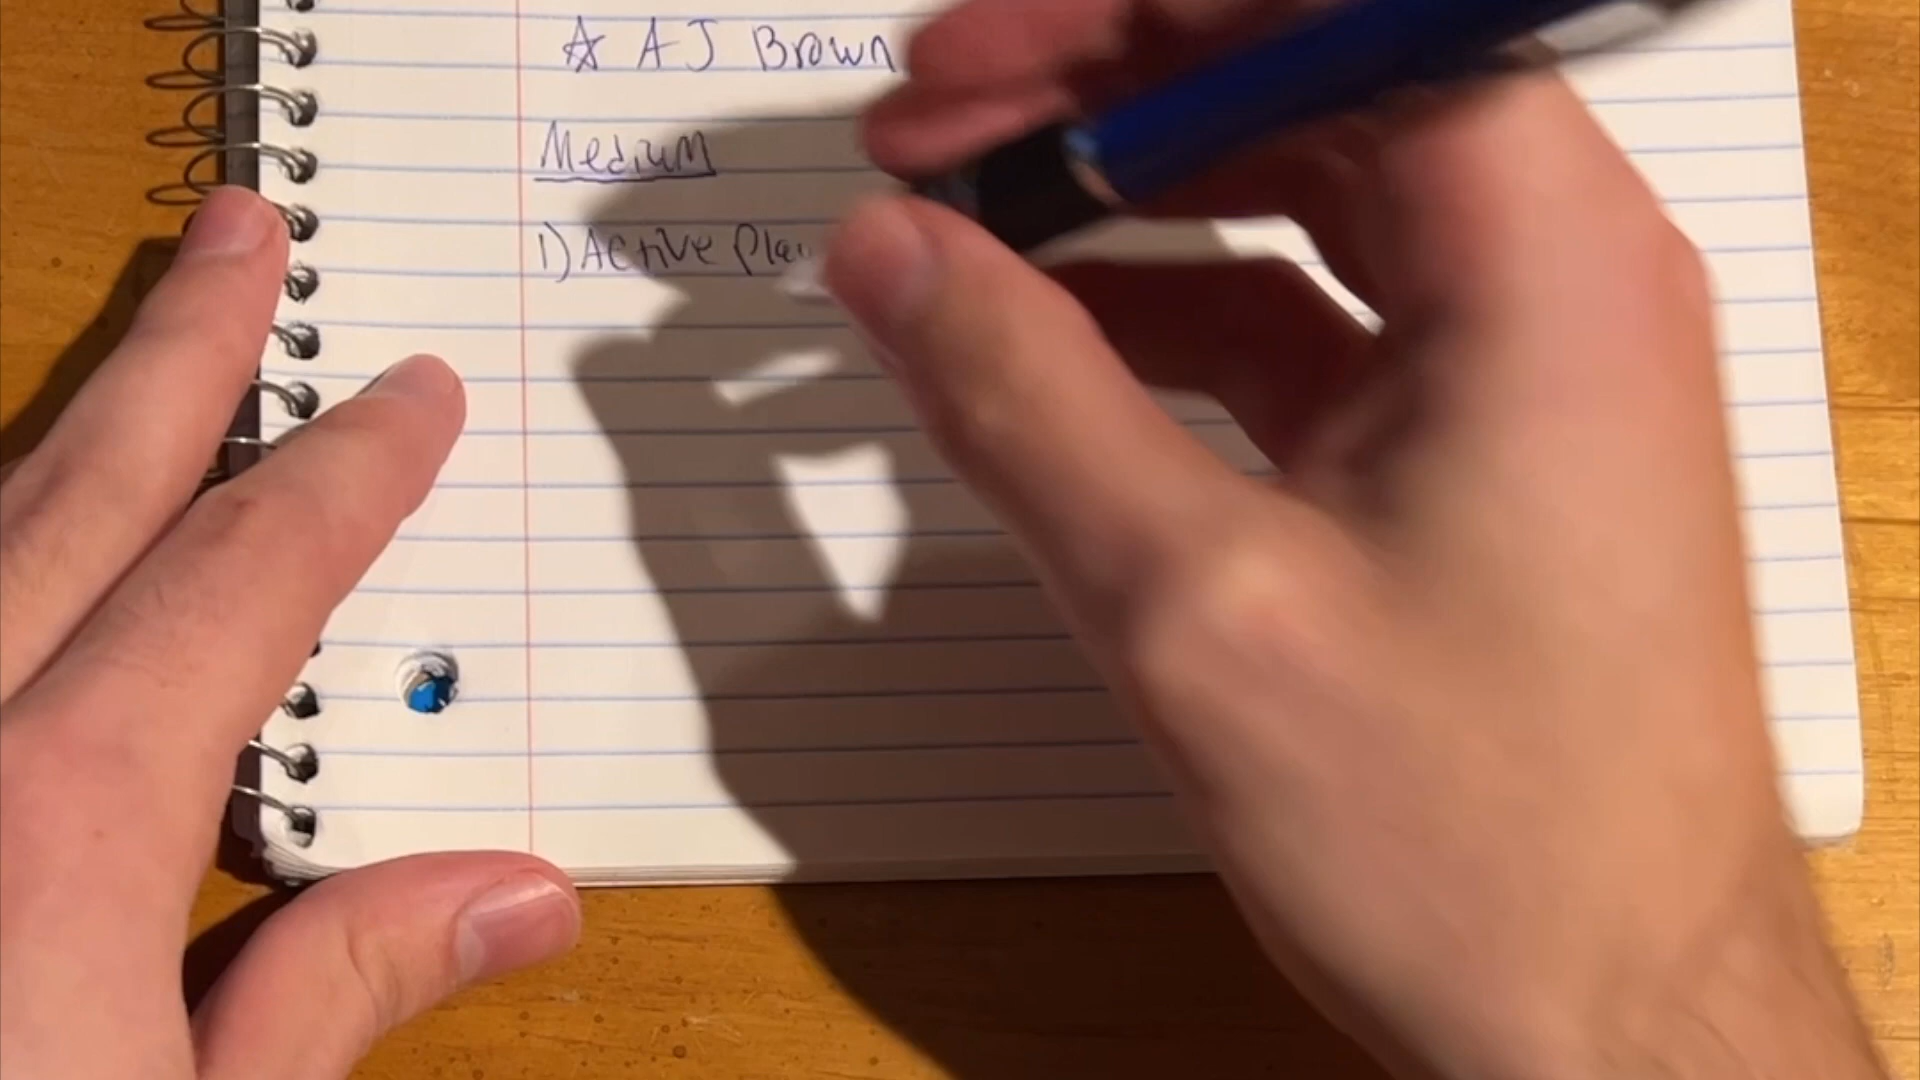 ☆ AJ Brown
Medium
1) Active